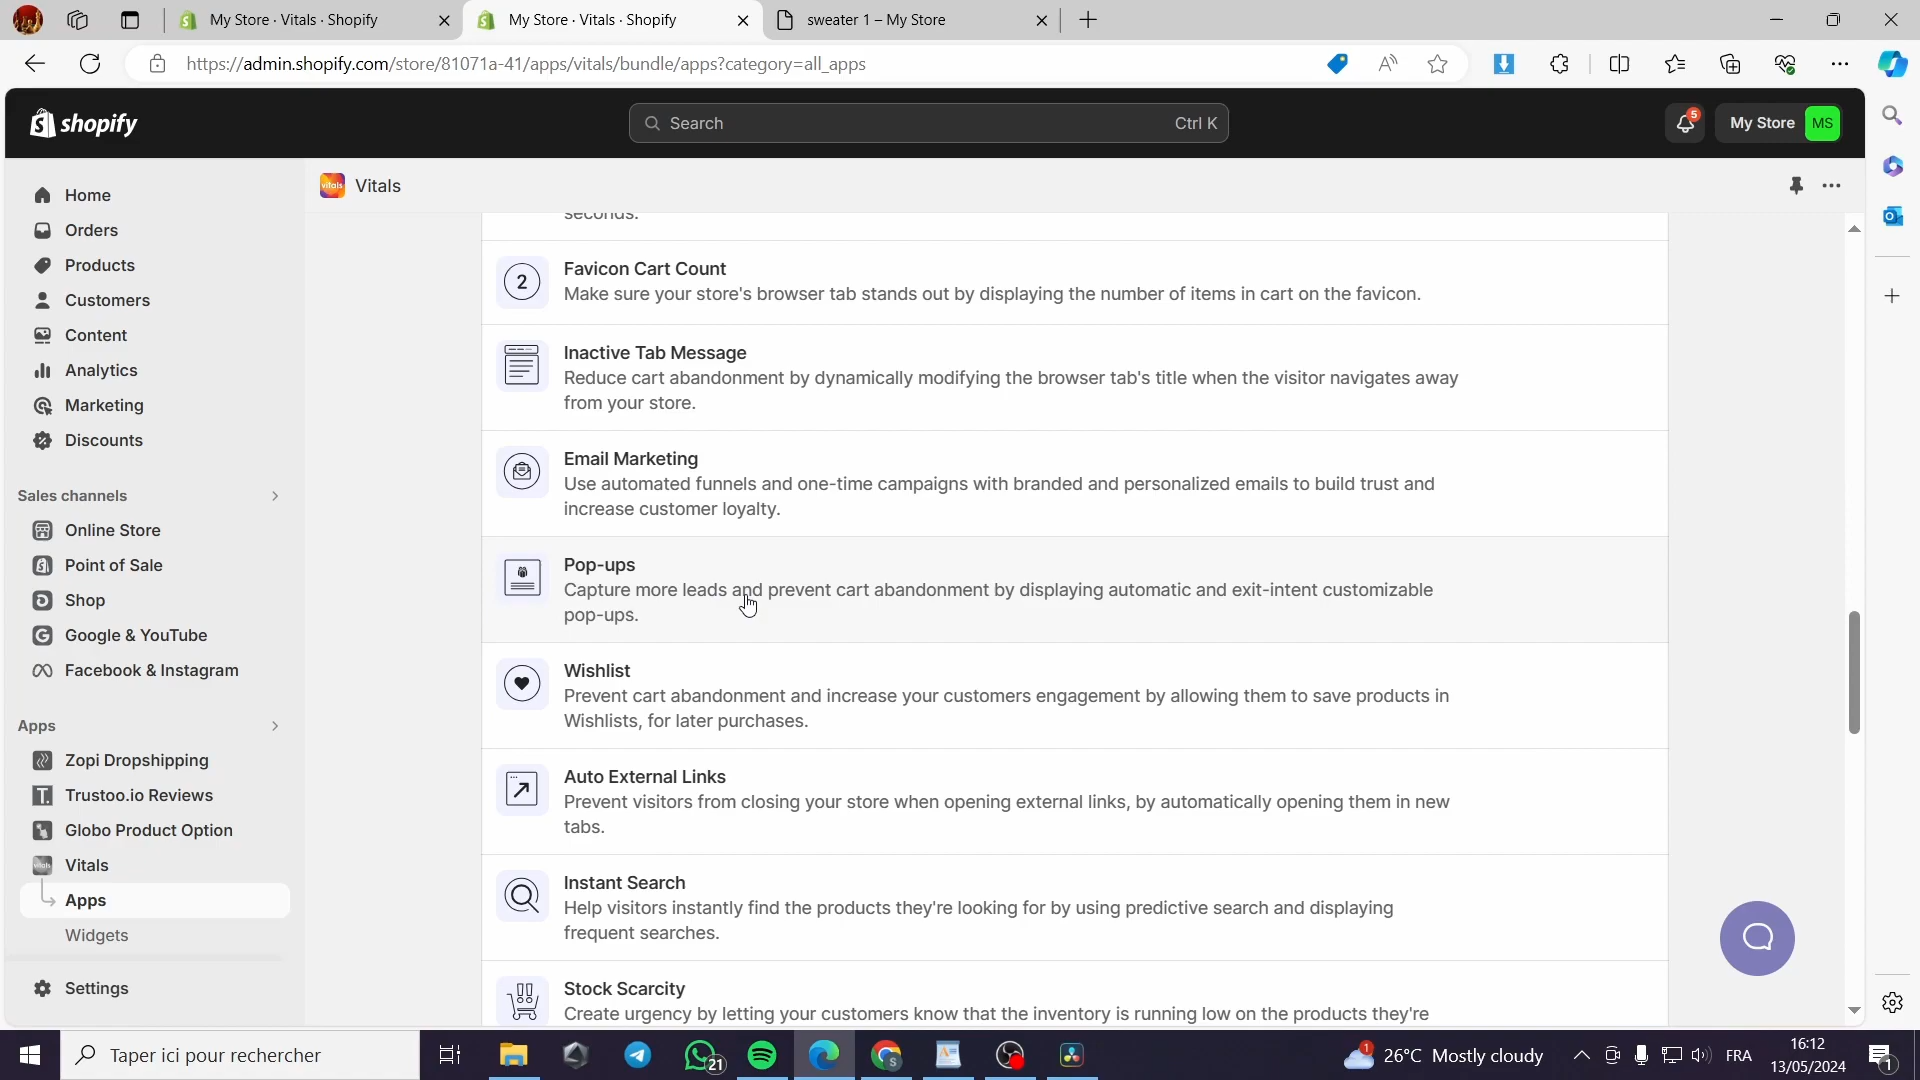 My Store · Vitals · Shopify
My Store · Vitals · Shopify
sweater 1 – My Store
https://admin.shopify.com/store/81071a-41/apps/vitals/bundle/apps?category=all_apps
shopify
Search
Ctrl K
5
My Store
MS
Vitals
Home
Orders
Products
Customers
Content
Analytics
Marketing
Discounts
Sales channels
Online Store
Point of Sale
Shop
Google & YouTube
Facebook & Instagram
Apps
Zopi Dropshipping
Trustoo.io Reviews
Globo Product Option
Vitals
Apps
Widgets
Settings
seconds.
2
Favicon Cart Count
Make sure your store's browser tab stands out by displaying the number of items in cart on the favicon.
Inactive Tab Message
Reduce cart abandonment by dynamically modifying the browser tab's title when the visitor navigates away
from your store.
Email Marketing
Use automated funnels and one-time campaigns with branded and personalized emails to build trust and
increase customer loyalty.
Pop-ups
Capture more leads and prevent cart abandonment by displaying automatic and exit-intent customizable
pop-ups.
Wishlist
Prevent cart abandonment and increase your customers engagement by allowing them to save products in
Wishlists, for later purchases.
Auto External Links
Prevent visitors from closing your store when opening external links, by automatically opening them in new
tabs.
Instant Search
Help visitors instantly find the products they're looking for by using predictive search and displaying
frequent searches.
Stock Scarcity
Create urgency by letting your customers know that the inventory is running low on the products they're
Taper ici pour rechercher
21
1
26°C Mostly cloudy
FRA
16:12
13/05/2024
1